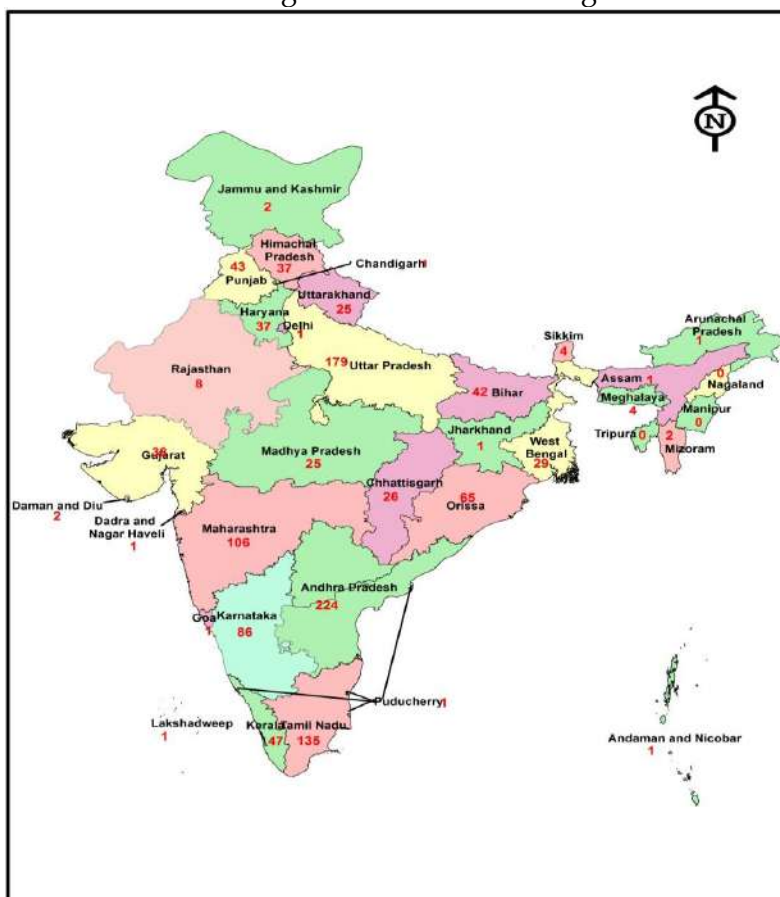 N
Jammu and Kashmir
2
Himachal
Pradesh
37
43
Punjab
Chandigarh 1
Uttarakhand
25
Haryana
37
Delhi
1
Arunachal
Pradesh
1
Sikkim
4
Rajasthan
8
179 Uttar Pradesh
42 Bihar
Assam 1
0
Nagaland
Meghalaya
4
Manipur
0
Tripura 0
2
Mizoram
Jharkhand
1
West
Bengal
29
Gujarat
Madhya Pradesh
25
Chhattisgarh
26
65
Orissa
Daman and Diu
2
Dadra and
Nagar Haveli
1
Maharashtra
106
Andhra Pradesh
224
Goa
1
Karnataka
86
Puducherry 1
Lakshadweep
1
Kerala
47
Tamil Nadu
135
Andaman and Nicobar
1